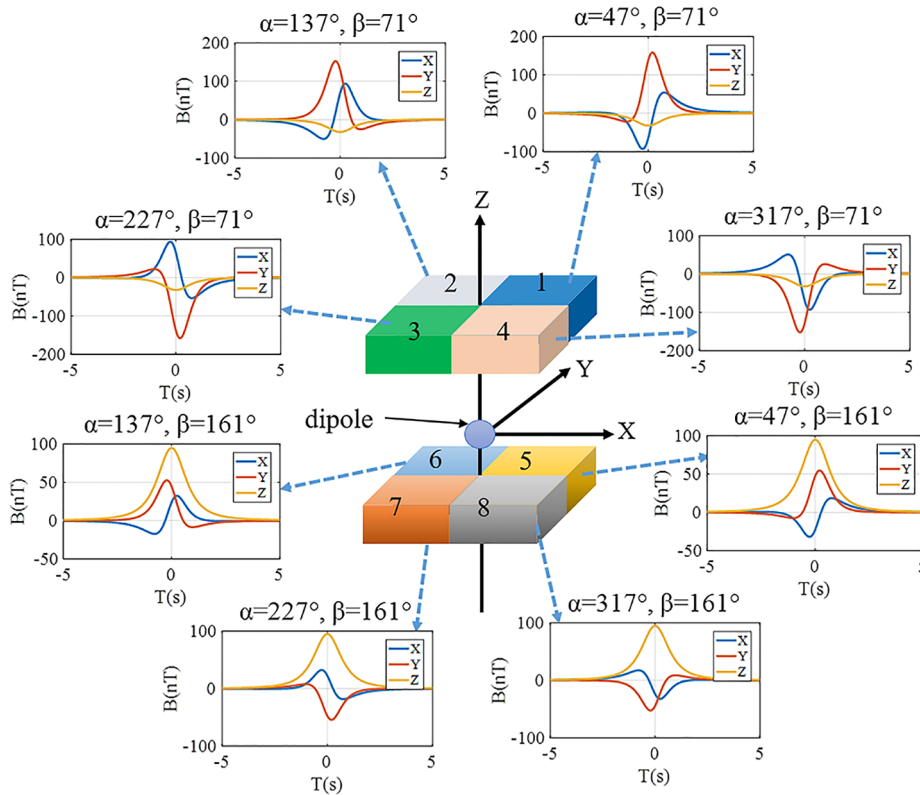 α=137°, β=71°
200
100
0
-100
B(nT)
X
Y
Z
-5
0
5
T(s)
α=47°, β=71°
200
100
0
-100
B(nT)
X
Y
Z
-5
0
5
T(s)
α=227°, β=71°
100
0
-100
-200
B(nT)
X
Y
Z
-5
0
5
T(s)
α=317°, β=71°
100
0
-100
-200
B(nT)
X
Y
Z
-5
0
5
T(s)
Z
2
1
3
4
Y
dipole
X
6
5
7
8
α=137°, β=161°
100
50
0
-50
B(nT)
X
Y
Z
-5
0
5
T(s)
α=47°, β=161°
100
50
0
-50
B(nT)
X
Y
Z
-5
0
5
T(s)
α=227°, β=161°
100
0
-100
B(nT)
X
Y
Z
-5
0
5
T(s)
α=317°, β=161°
100
0
-100
B(nT)
X
Y
Z
-5
0
5
T(s)